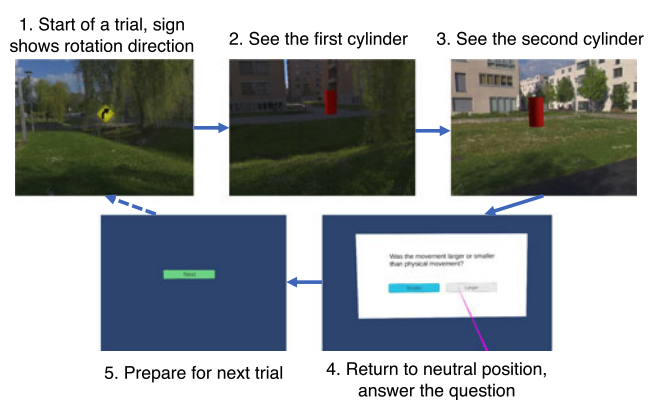 1. Start of a trial, sign
shows rotation direction
2. See the first cylinder
3. See the second cylinder
Was the movement larger or smaller
than physical movement?
Smaller
Larger
Next
5. Prepare for next trial
4. Return to neutral position,
answer the question